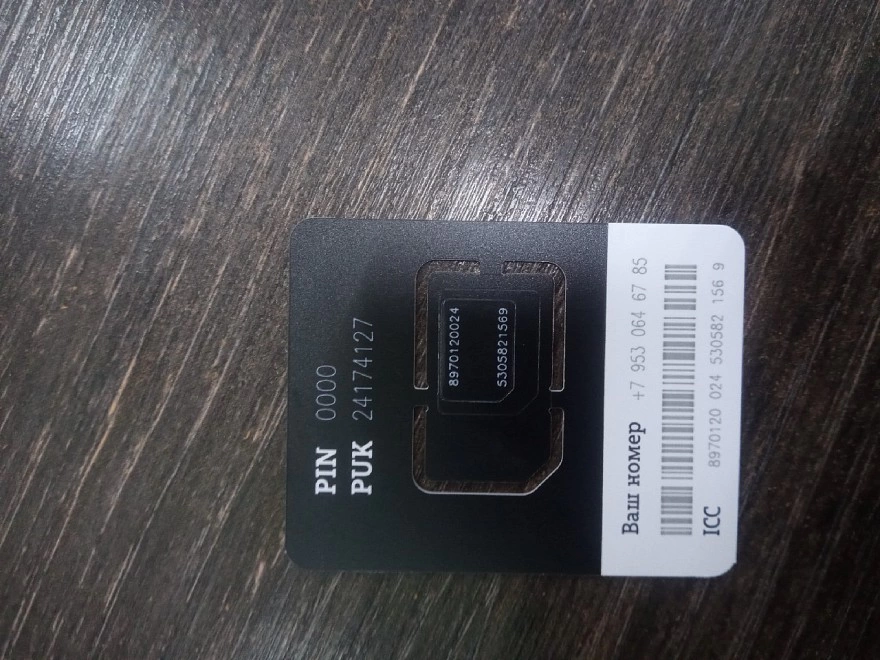 PIN 0000
PUK 24174127
8970120024
5305821569
Ваш номер +7 953 064 67 85
ICC 8970120 024 530582 156 9